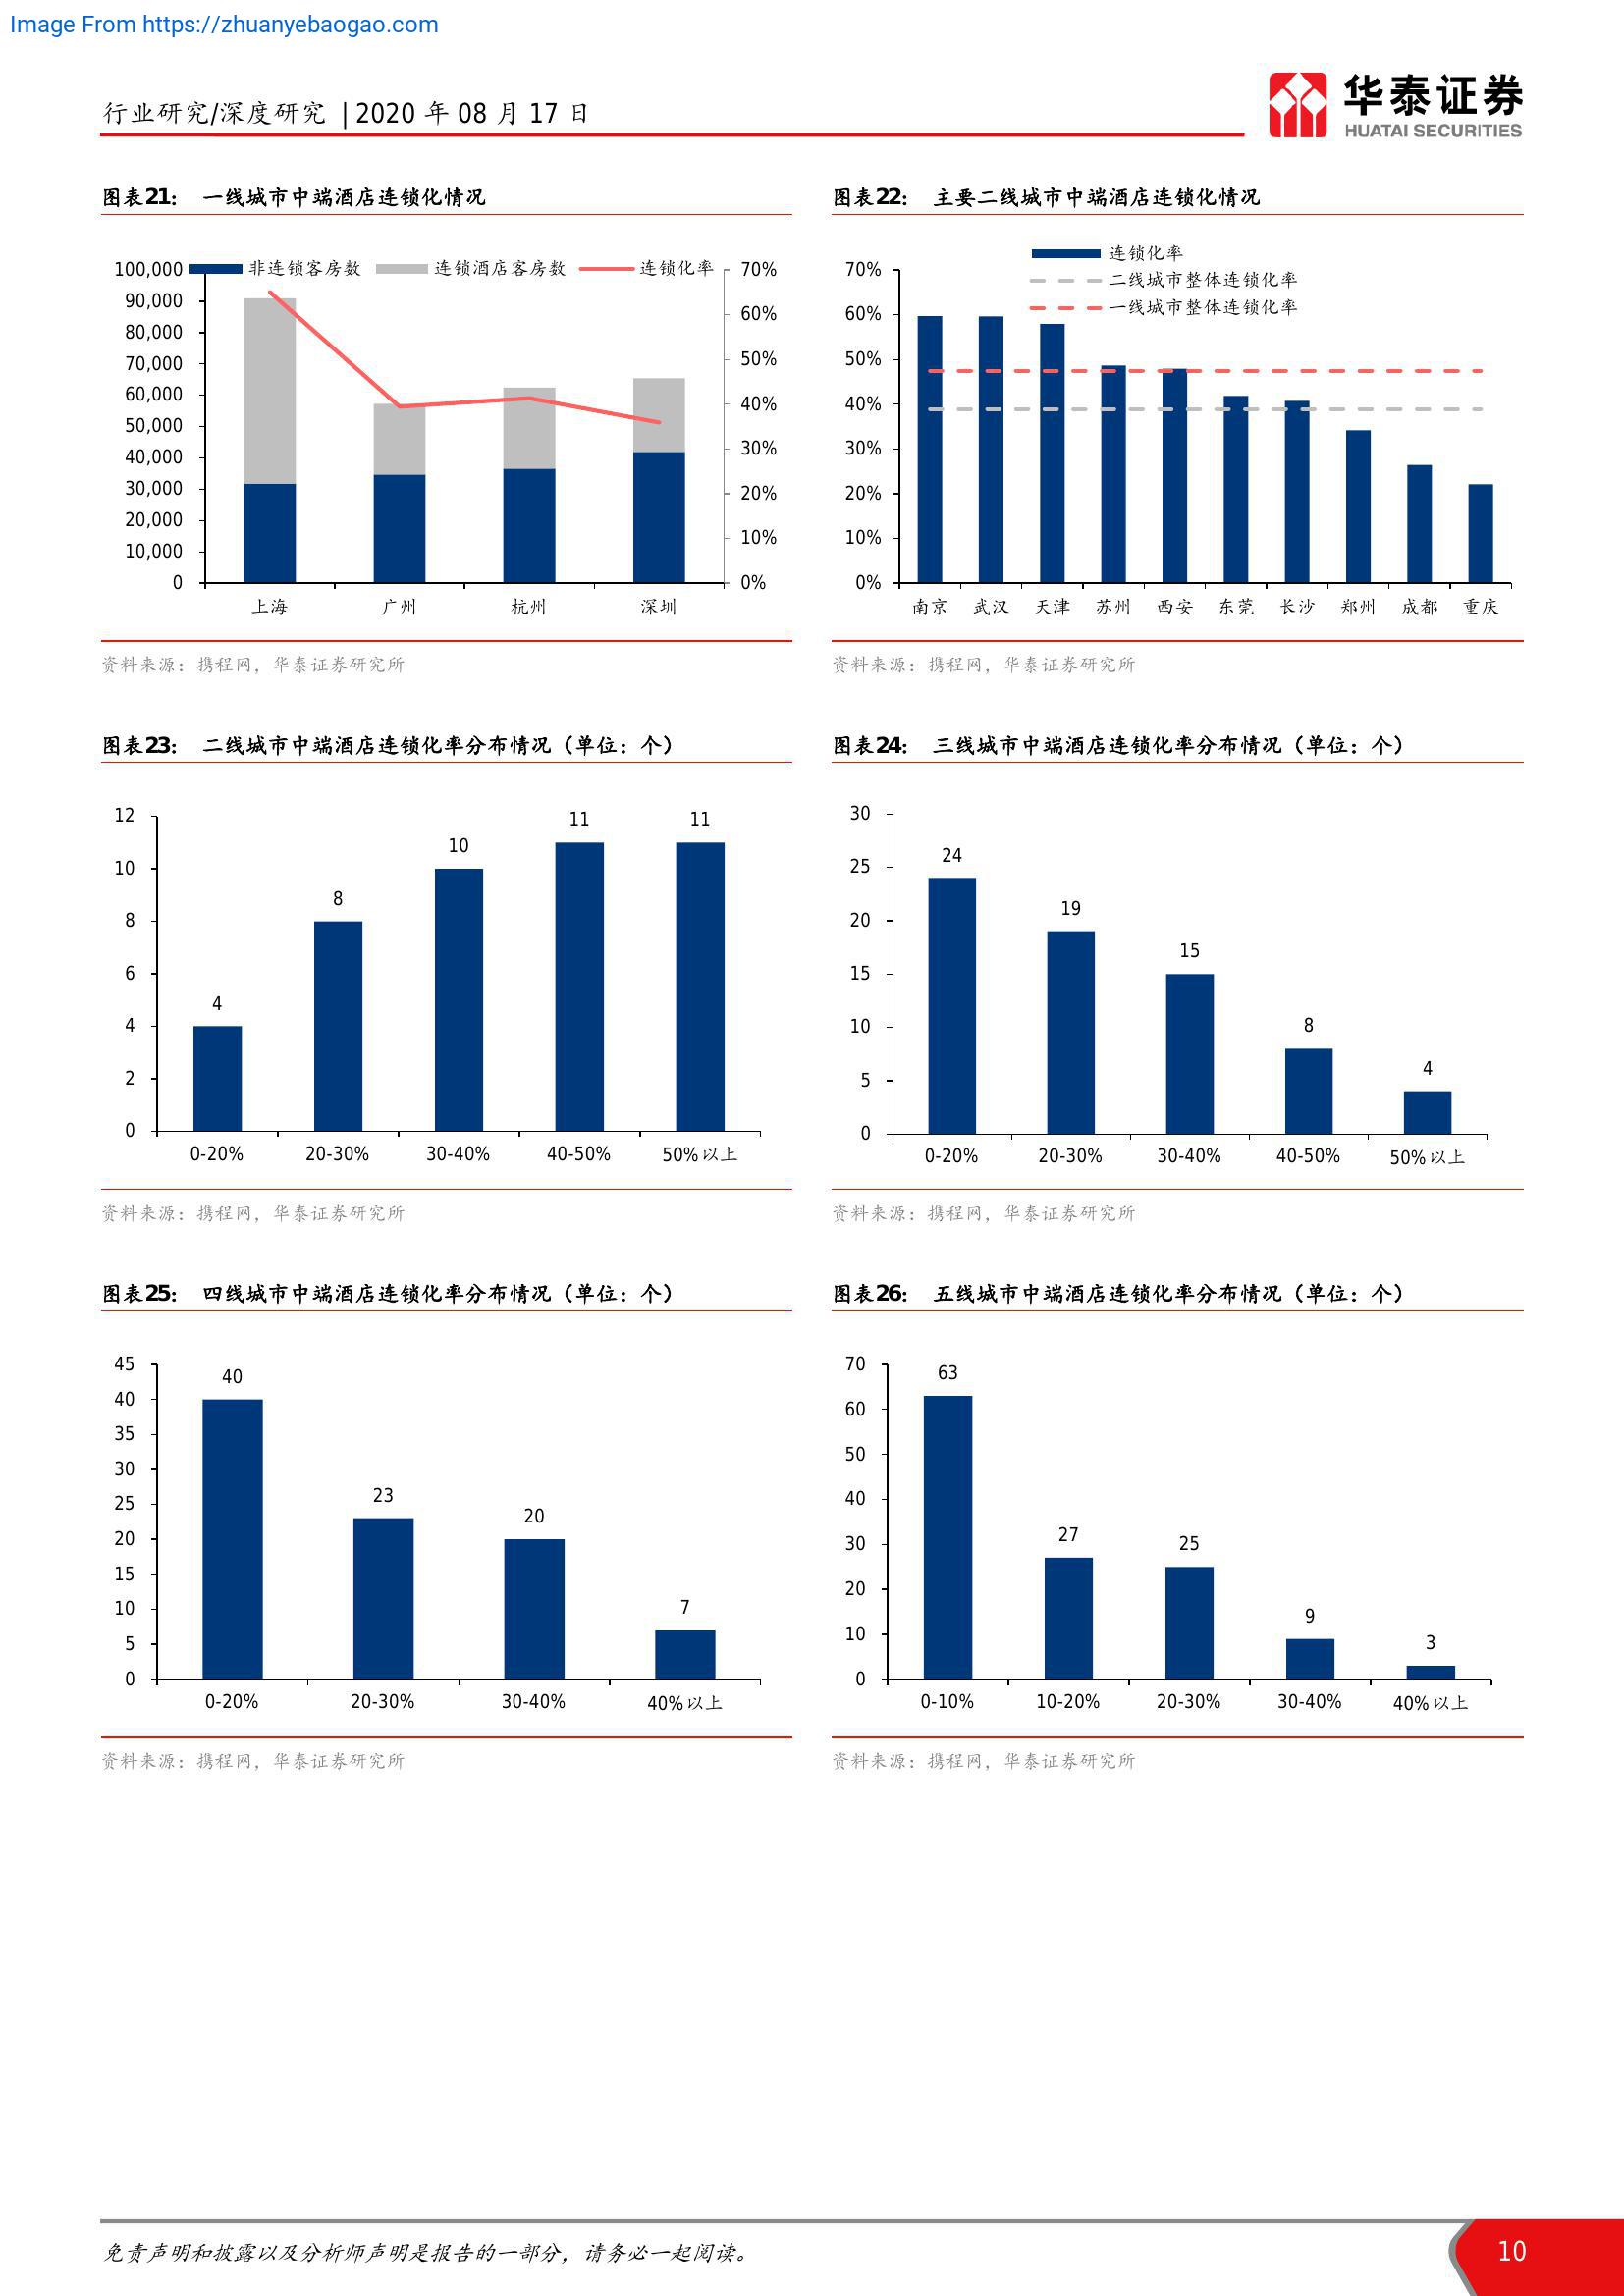 Image From https://zhuanyebaogao.com
行业研究/深度研究 | 2020 年 08 月 17 日
华泰证券
HUATAI SECURITIES
图表21： 一线城市中端酒店连锁化情况
非连锁客房数 连锁酒店客房数 连锁化率
100,000 70%
90,000 60%
80,000
70,000 50%
60,000 40%
50,000
40,000 30%
30,000 20%
20,000
10,000 10%
0 0%
上海 广州 杭州 深圳
资料来源：携程网，华泰证券研究所
图表22： 主要二线城市中端酒店连锁化情况
连锁化率
二线城市整体连锁化率
一线城市整体连锁化率
70%
60%
50%
40%
30%
20%
10%
0%
南京 武汉 天津 苏州 西安 东莞 长沙 郑州 成都 重庆
资料来源：携程网，华泰证券研究所
图表23： 二线城市中端酒店连锁化率分布情况（单位：个）
12
10
8
6
4
2
0
4 8 10 11 11
0-20% 20-30% 30-40% 40-50% 50%以上
资料来源：携程网，华泰证券研究所
图表24： 三线城市中端酒店连锁化率分布情况（单位：个）
30
25
20
15
10
5
0
24 19 15 8 4
0-20% 20-30% 30-40% 40-50% 50%以上
资料来源：携程网，华泰证券研究所
图表25： 四线城市中端酒店连锁化率分布情况（单位：个）
45
40
35
30
25
20
15
10
5
0
40 23 20 7
0-20% 20-30% 30-40% 40%以上
资料来源：携程网，华泰证券研究所
图表26： 五线城市中端酒店连锁化率分布情况（单位：个）
70
60
50
40
30
20
10
0
63 27 25 9 3
0-10% 10-20% 20-30% 30-40% 40%以上
资料来源：携程网，华泰证券研究所
免责声明和披露以及分析师声明是报告的一部分，请务必一起阅读。
10